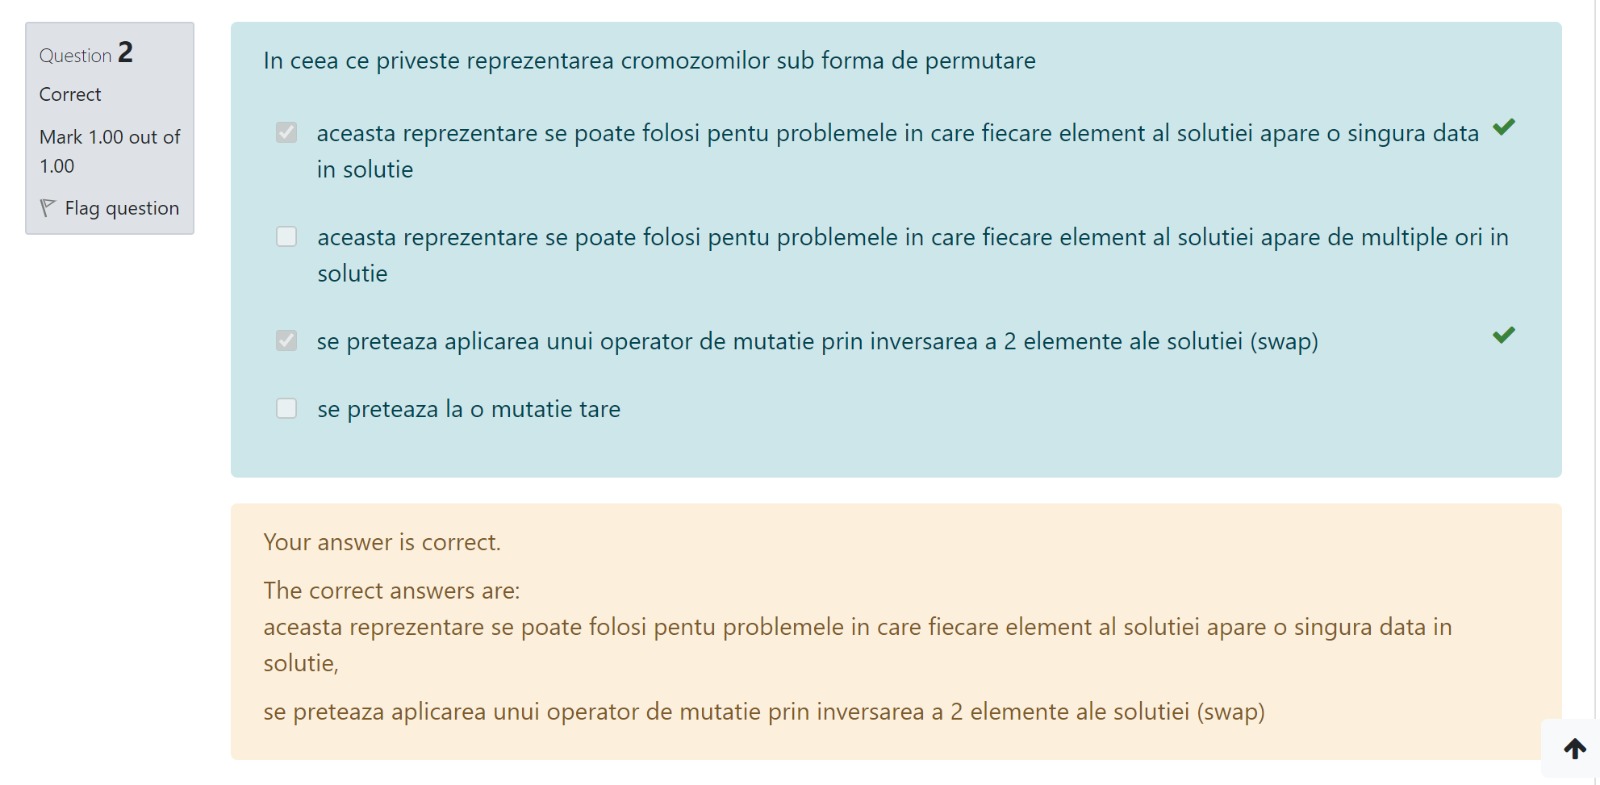 Question 2
Correct
Mark 1.00 out of
1.00
Flag question
In ceea ce priveste reprezentarea cromozomilor sub forma de permutare
aceasta reprezentare se poate folosi pentu problemele in care fiecare element al solutiei apare o singura data
in solutie
aceasta reprezentare se poate folosi pentu problemele in care fiecare element al solutiei apare de multiple ori in
solutie
se preteaza aplicarea unui operator de mutatie prin inversarea a 2 elemente ale solutiei (swap)
se preteaza la o mutatie tare
Your answer is correct.
The correct answers are:
aceasta reprezentare se poate folosi pentu problemele in care fiecare element al solutiei apare o singura data in
solutie,
se preteaza aplicarea unui operator de mutatie prin inversarea a 2 elemente ale solutiei (swap)